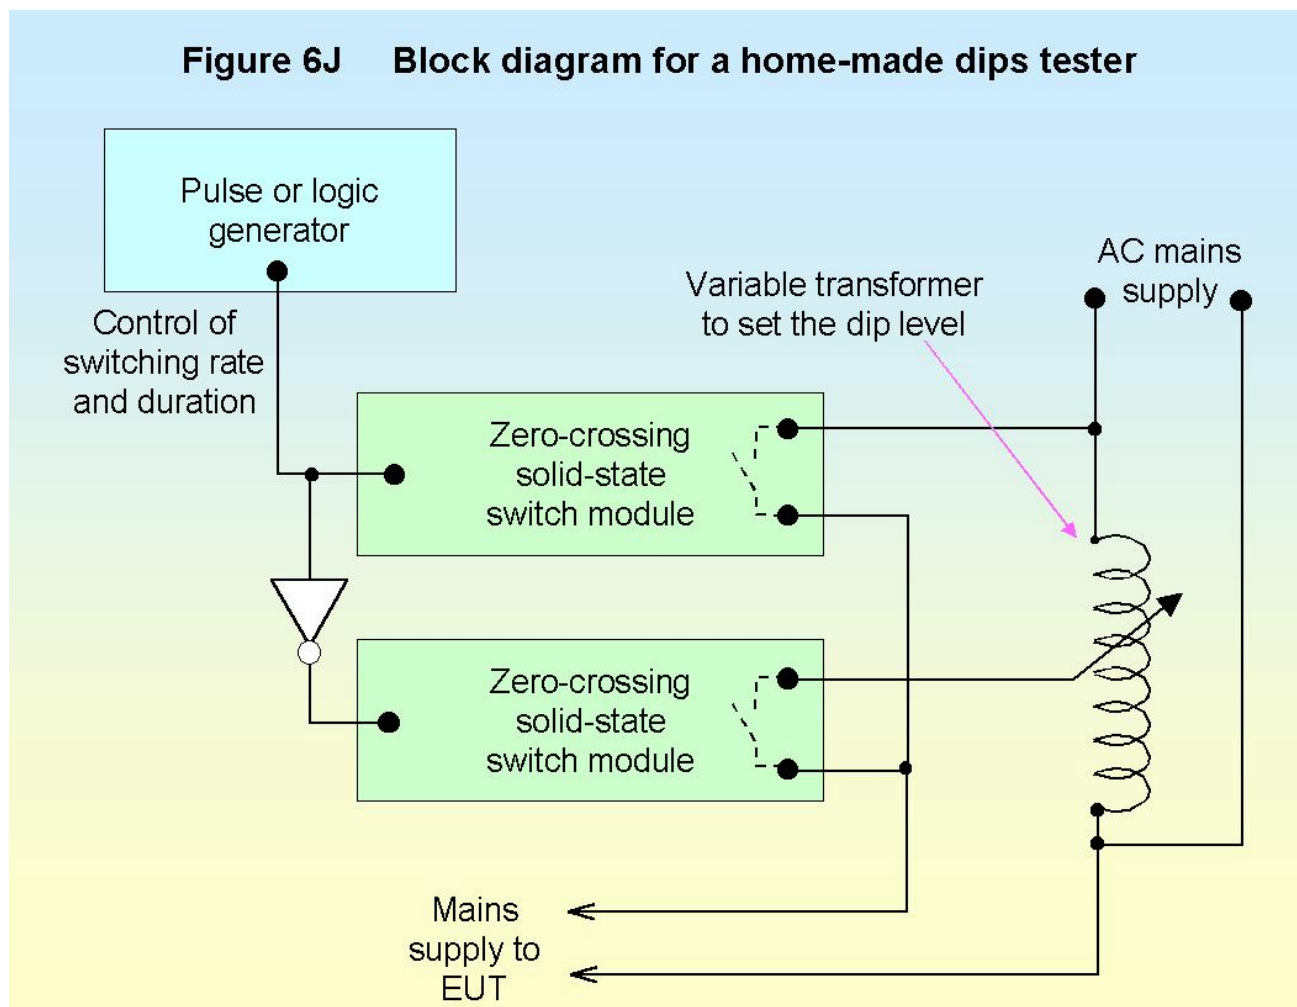 Figure 6J Block diagram for a home-made dips tester
Pulse or logic
generator
Control of
switching rate
and duration
Variable transformer
to set the dip level
AC mains
supply
Zero-crossing
solid-state
switch module
Zero-crossing
solid-state
switch module
Mains
supply to
EUT